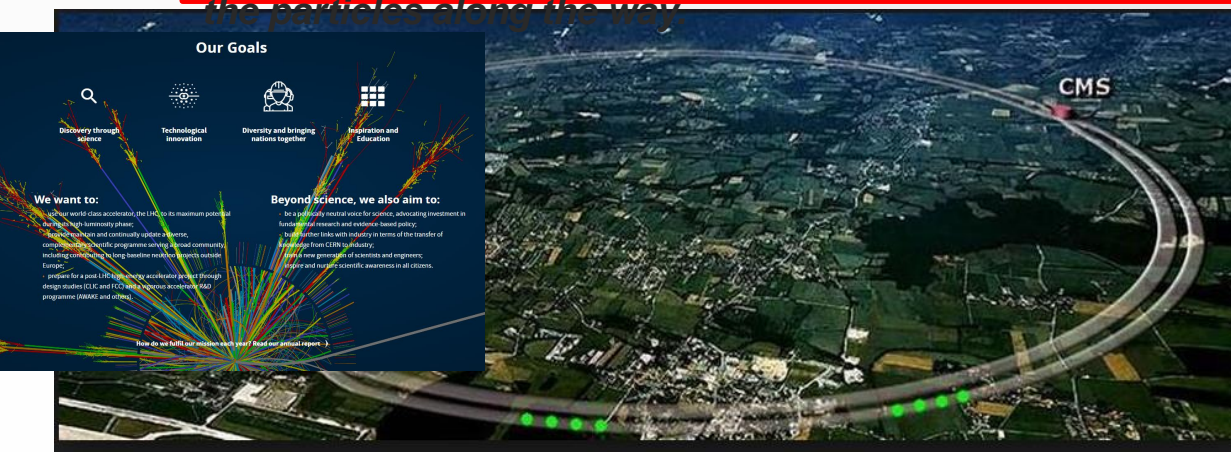 the particles along the way.
Our Goals
Discovery through
science
Technological
innovation
Diversity and bringing
nations together
Inspiration and
Education
We want to:
- use our world-class accelerator, the LHC, to its maximum potential
during its high-luminosity phase;
- provide maintain and continually update a diverse,
complementary scientific programme serving a broad community,
including contributing to long-baseline neutrino projects outside
Europe;
- prepare for a post-LHC high-energy accelerator project through
design studies (CLIC and FCC) and a vigorous accelerator R&D
programme (AWAKE and others).
Beyond science, we also aim to:
- be a politically neutral voice for science, advocating investment in
fundamental research and evidence-based policy;
- build further links with industry in terms of the transfer of
knowledge from CERN to industry;
- train a new generation of scientists and engineers;
- inspire and nurture scientific awareness in all citizens.
How do we fulfil our mission each year? Read our annual report
CMS